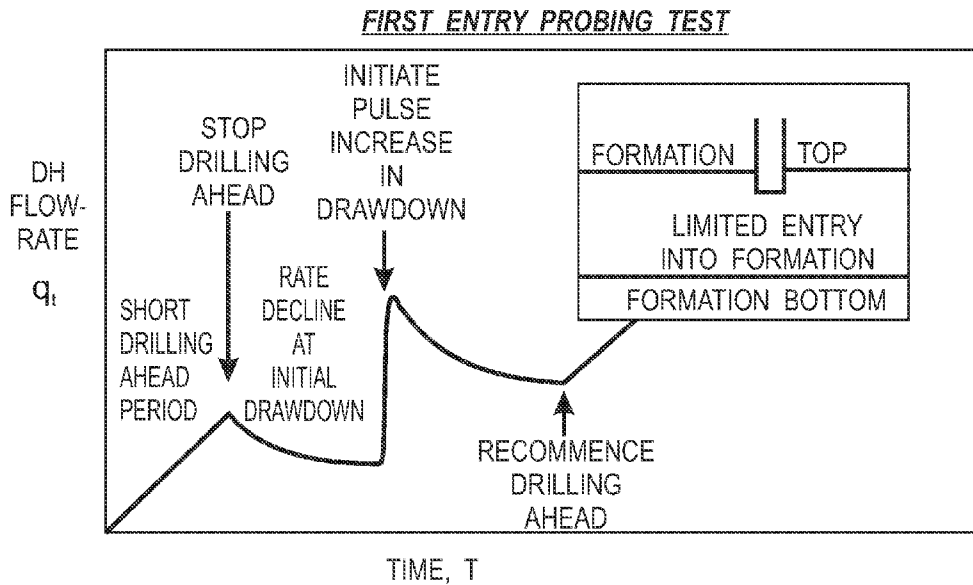 FIRST ENTRY PROBING TEST
DH
FLOW-
RATE
qt
STOP
DRILLING
AHEAD
INITIATE
PULSE
INCREASE
IN
DRAWDOWN
SHORT
DRILLING
AHEAD
PERIOD
RATE
DECLINE
AT
INITIAL
DRAWDOWN
RECOMMENCE
DRILLING
AHEAD
FORMATION TOP
LIMITED ENTRY
INTO FORMATION
FORMATION BOTTOM
TIME, T